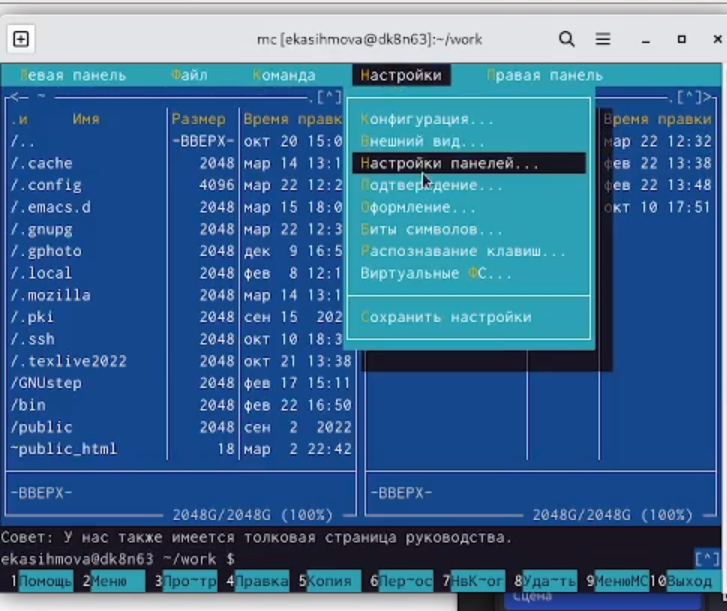 mc [ekasihmova@dk8n63]:~/work
Левая панель Файл Команда Настройки Правая панель
<— ~ .[^] .[^]>
.и Имя Размер Время правк Время правки
/.. -ВВЕРХ- окт 20 15:0 мар 22 12:32
/.cache 2048 мар 14 13:1 фев 22 13:38
/.config 4096 мар 22 12:2 фев 22 13:48
/.emacs.d 2048 мар 15 18:0 окт 10 17:51
/.gnupg 2048 мар 22 12:3
/.gphoto 2048 дек 9 16:5
/.local 2048 фев 8 12:1
/.mozilla 2048 мар 14 13:1
/.pki 2048 сен 15 202
/.ssh 2048 окт 10 18:3
/.texlive2022 2048 окт 21 13:38
/GNUstep 2048 фев 17 15:11
/bin 2048 фев 22 16:50
/public 2048 сен 2 2022
~public_html 18 мар 2 22:42
Конфигурация...
Внешний вид...
Настройки панелей...
Подтверждение...
Оформление...
Биты символов...
Распознавание клавиш...
Виртуальные ФС...
Сохранить настройки
-ВВЕРХ- -ВВЕРХ-
2048G/2048G (100%) 2048G/2048G (100%)
Совет: У нас также имеется толковая страница руководства.
ekasihmova@dk8n63 ~/work $ [^]
1Помощь 2Меню 3Про~тр 4Правка 5Копия 6Пер~ос 7НвК~ог 8Уда~ть 9МенюМС 10Выход
Сцена